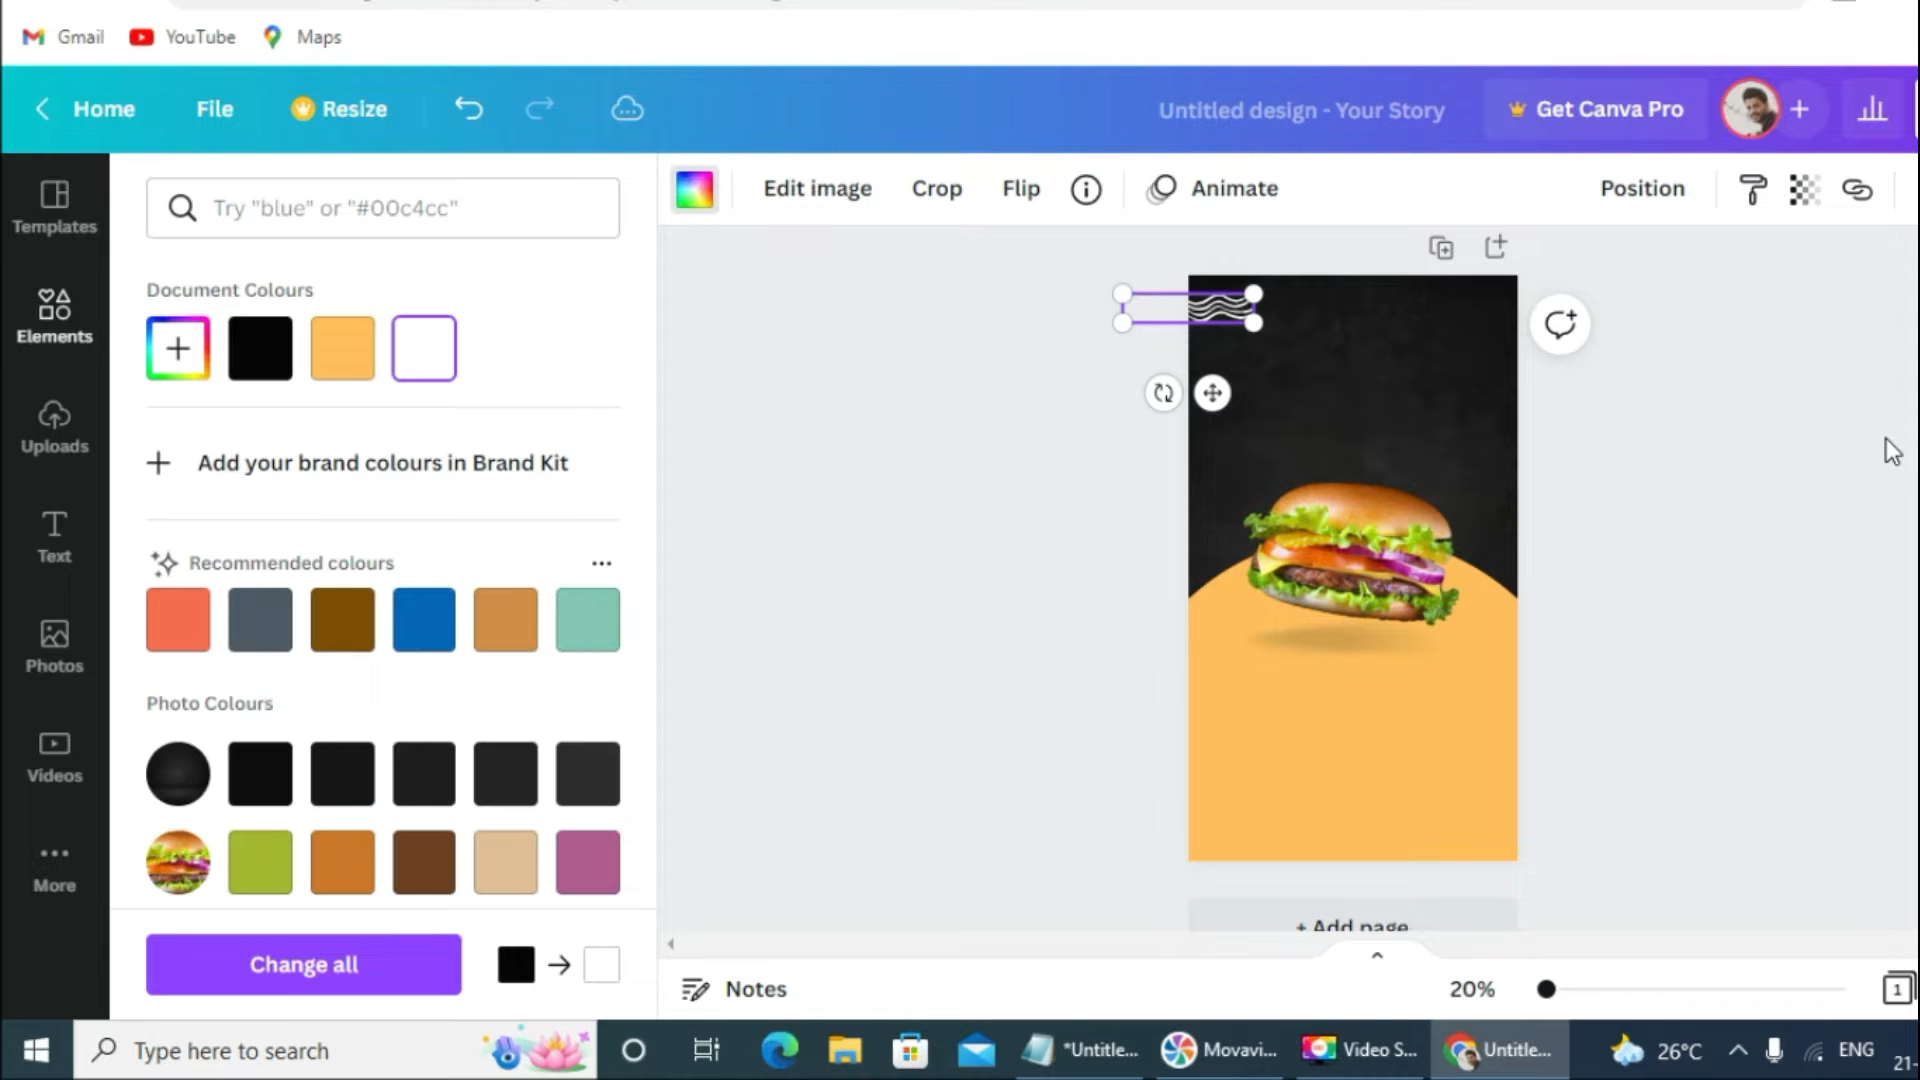 Gmail YouTube Maps
Home File Resize Untitled design - Your Story Get Canva Pro
Templates
Elements
Uploads
Text
Photos
Videos
More
Try "blue" or "#00c4cc"
Document Colours
Add your brand colours in Brand Kit
Recommended colours
Photo Colours
Change all
Edit image Crop Flip Animate Position
+ Add page
Notes 20% 1
Type here to search *Untitle... Movavi... Video S... Untitle... 26°C ENG
21-